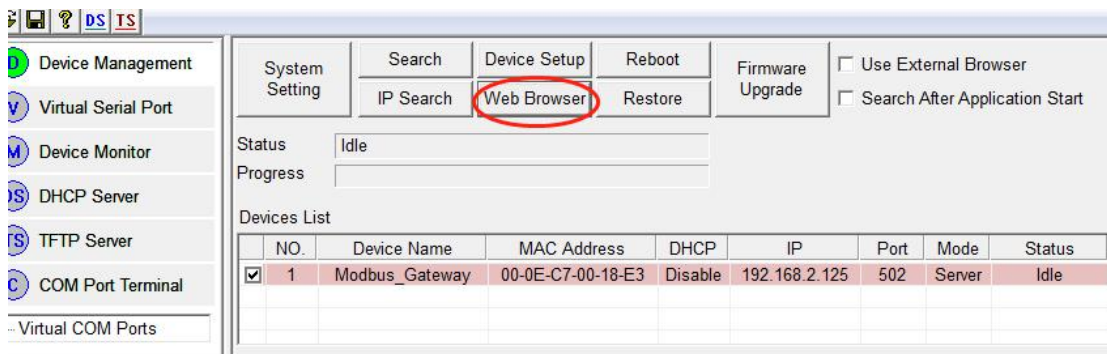 DS TS
D Device Management
V Virtual Serial Port
M Device Monitor
DS DHCP Server
TS TFTP Server
C COM Port Terminal
Virtual COM Ports
System Setting
Search
Device Setup
Reboot
IP Search
Web Browser
Restore
Firmware Upgrade
Use External Browser
Search After Application Start
Status Idle
Progress
Devices List
NO. Device Name MAC Address DHCP IP Port Mode Status
1 Modbus_Gateway 00-0E-C7-00-18-E3 Disable 192.168.2.125 502 Server Idle